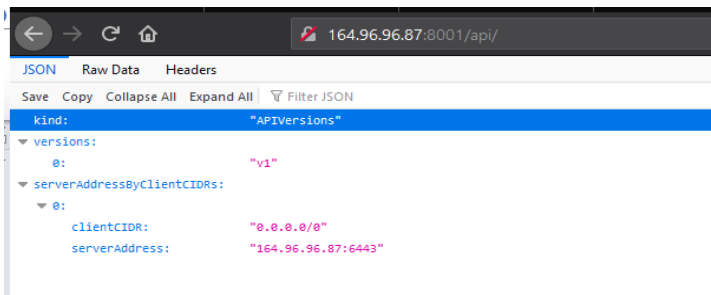 164.96.96.87:8001/api/
JSON Raw Data Headers
Save Copy Collapse All Expand All Filter JSON
kind: "APIVersions"
versions:
0: "v1"
serverAddressByClientCIDRs:
0:
clientCIDR: "0.0.0.0/0"
serverAddress: "164.96.96.87:6443"